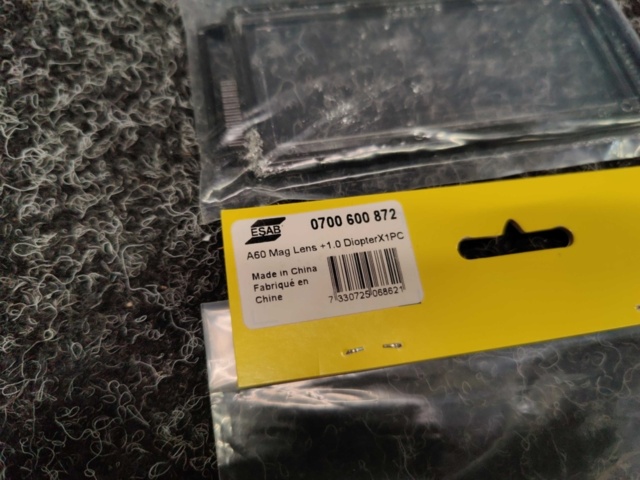 ESAB
0700 600 872
A60 Mag Lens +1.0 DiopterX1PC
Made in China
Fabriqué en
Chine
7 330725 068621